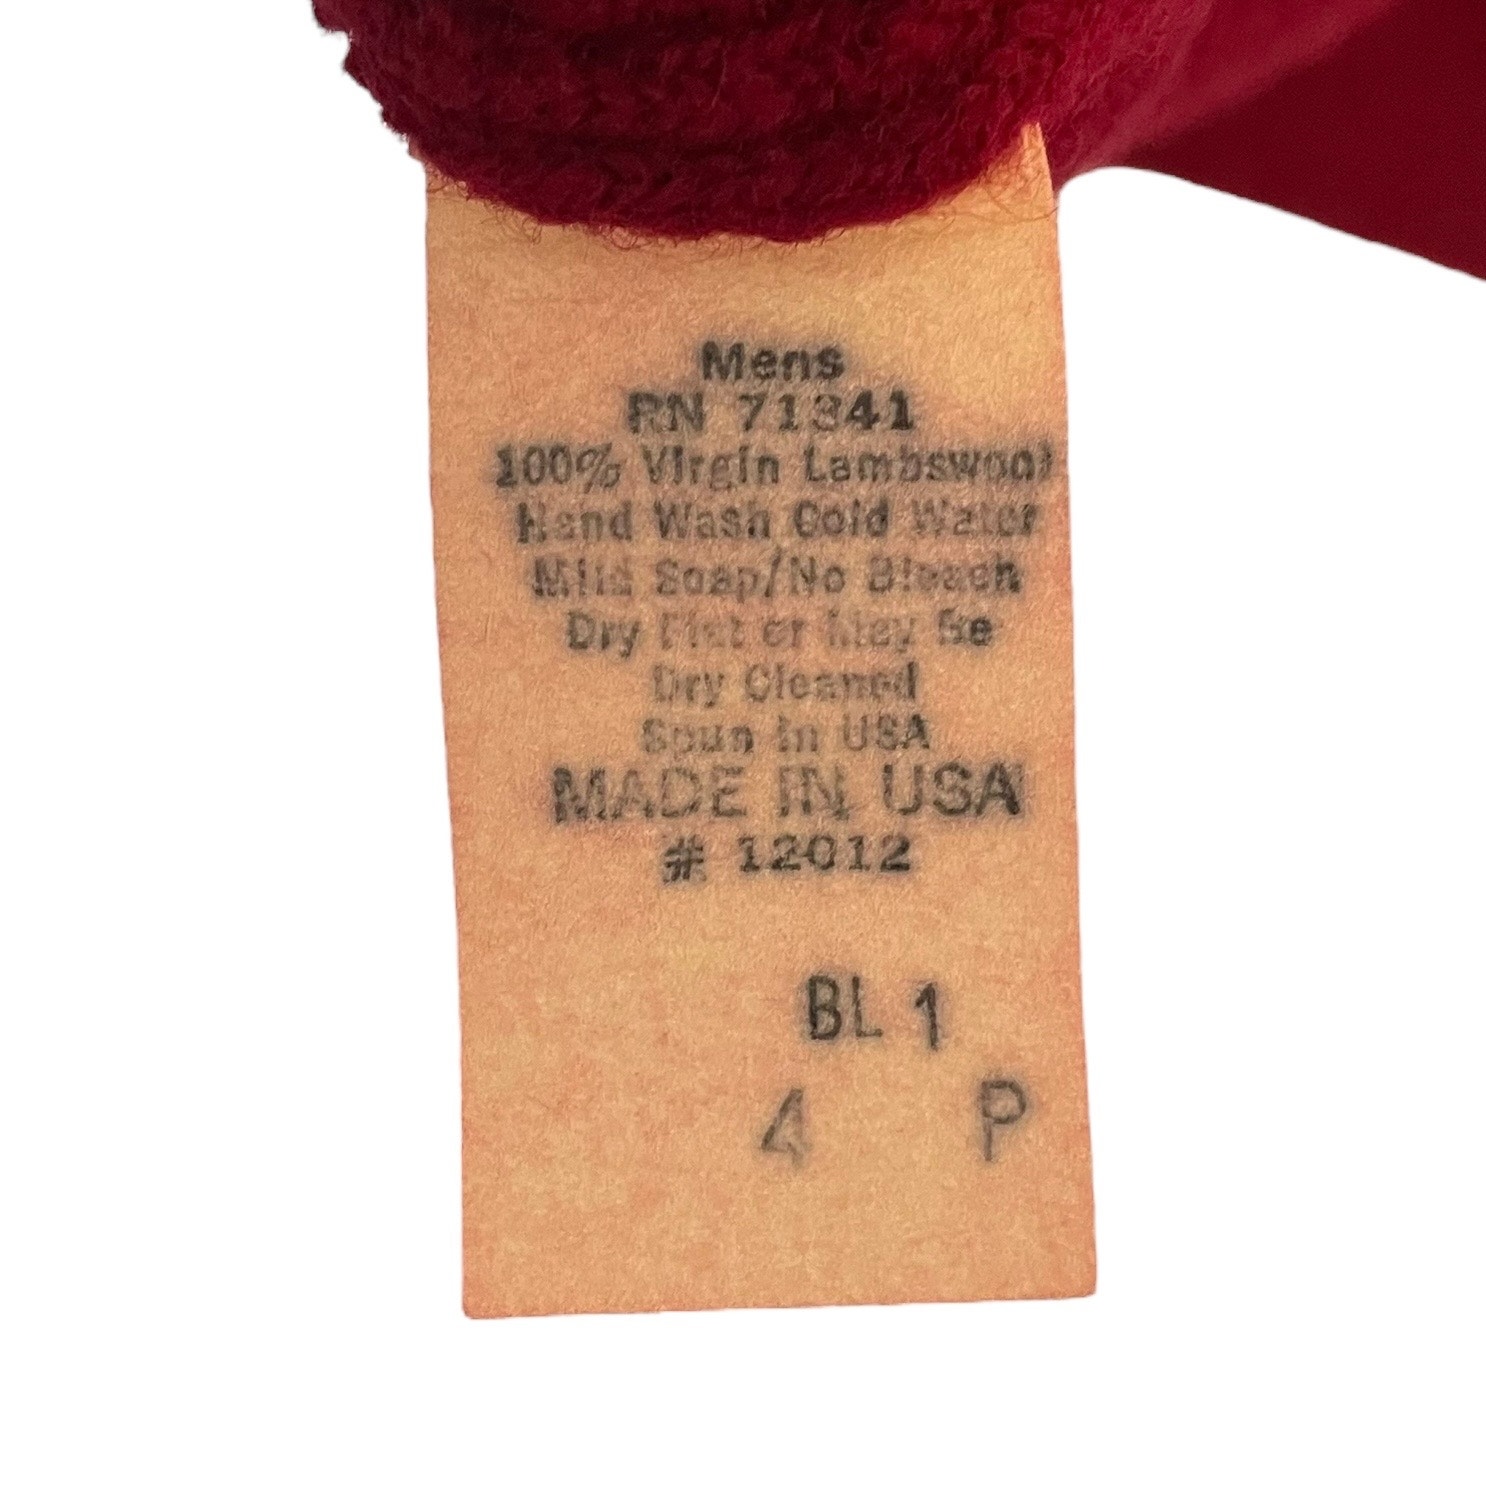 Mens
RN 71341
100% Virgin Lambswool
Hand Wash Cold Water
Mild Soap/No Bleach
Dry Flat or May Be
Dry Cleaned
Spun in USA
MADE IN USA
# 12012
BL 1
4 P